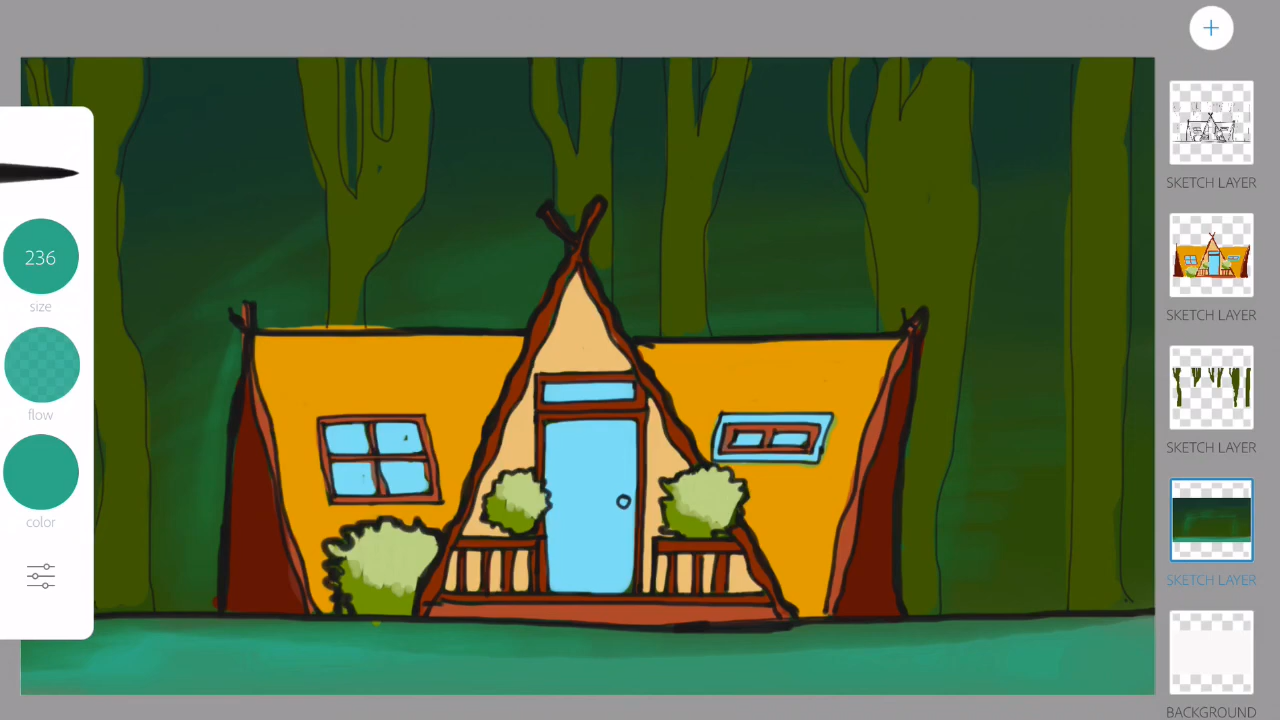 236
size
flow
color
SKETCH LAYER
SKETCH LAYER
SKETCH LAYER
SKETCH LAYER
BACKGROUND